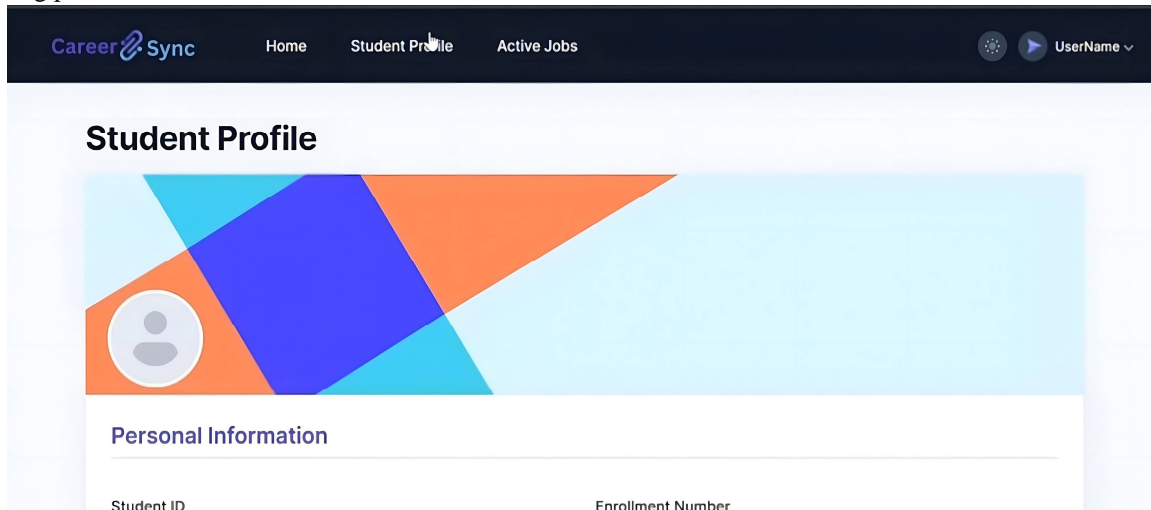 CareerSync Home Student Profile Active Jobs UserName
Student Profile
Personal Information
Student ID Enrollment Number